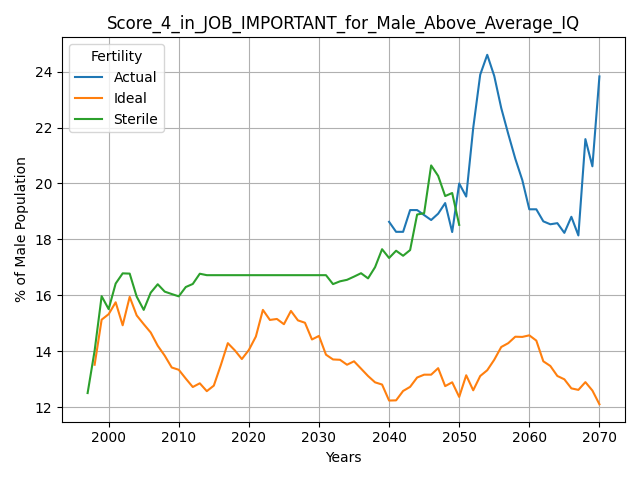 Score_4_in_JOB_IMPORTANT_for_Male_Above_Average_IQ
Fertility
Actual
Ideal
Sterile
% of Male Population
24
22
20
18
16
14
12
2000 2010 2020 2030 2040 2050 2060 2070
Years